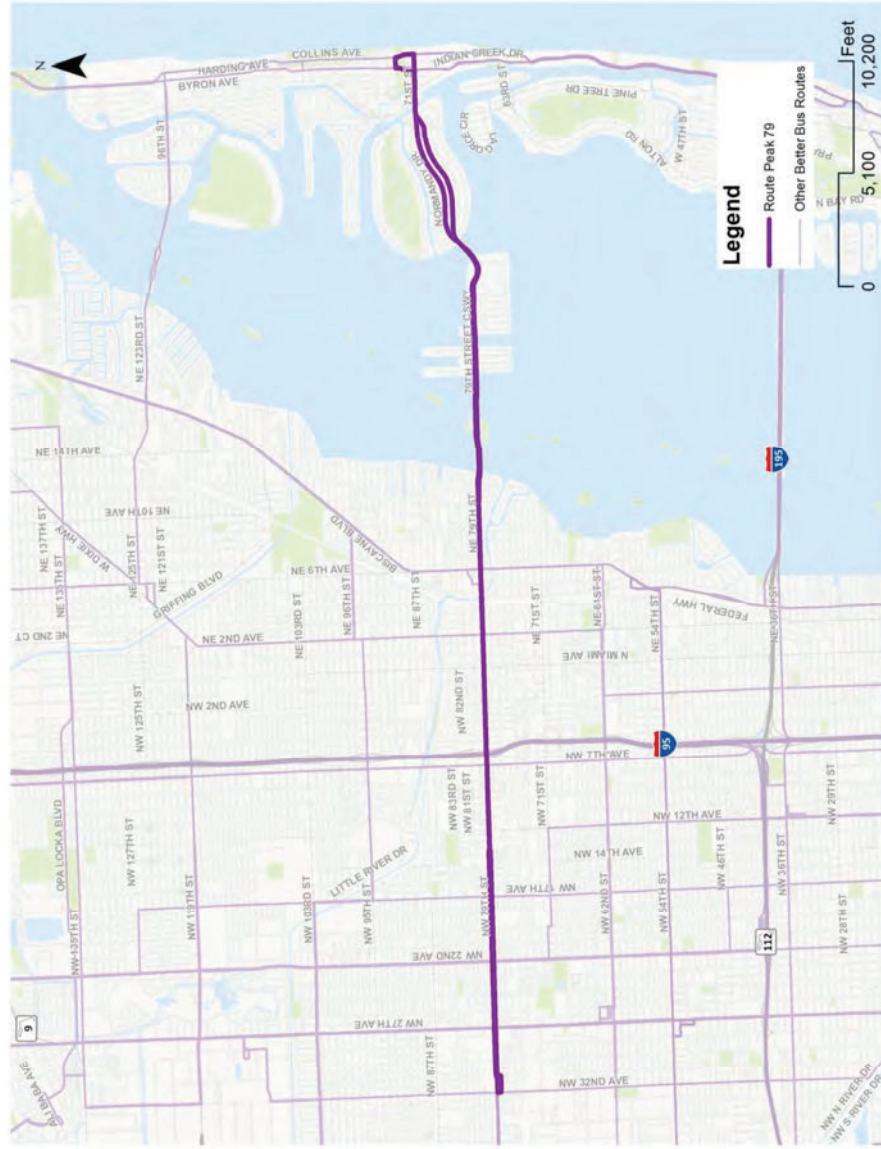 N
HARDING AVE
COLLINS AVE
BYRON AVE
96TH ST
71ST ST
INDIAN CREEK DR
NORMANDY DR
LA GORCE CIR
63RD ST
PINE TREE DR
ALTON RD
W 47TH ST
N BAY RD
79TH STREET CSWY
NE 123RD ST
NE 14TH AVE
NE 137TH ST
W DIXIE HWY
NE 135TH ST
NE 10TH AVE
NE 125TH ST
NE 121ST ST
GRIFFING BLVD
NE 2ND CT
BISCAYNE BLVD
NE 6TH AVE
NE 96TH ST
NE 87TH ST
NE 103RD ST
NE 2ND AVE
NE 79TH ST
NE 71ST ST
NE 61ST ST
N MIAMI AVE
NE 54TH ST
FEDERAL HWY
NE 36TH ST
195
NW 125TH ST
NW 2ND AVE
NW 82ND ST
NW 7TH AVE
95
OPA LOCKA BLVD
NW 127TH ST
NW 135TH ST
NW 119TH ST
NW 103RD ST
NW 95TH ST
LITTLE RIVER DR
NW 83RD ST
NW 81ST ST
NW 79TH ST
NW 71ST ST
NW 12TH AVE
NW 14TH AVE
NW 17TH AVE
NW 62ND ST
NW 54TH ST
NW 46TH ST
NW 36TH ST
NW 29TH ST
NW 28TH ST
112
NW 22ND AVE
NW 27TH AVE
9
ALI BABA AVE
NW 87TH ST
NW 32ND AVE
NW N RIVER DR
NW S RIVER DR
Legend
Route Peak 79
Other Better Bus Routes
0 5,100 10,200
Feet